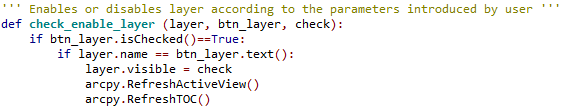 ''' Enables or disables layer according to the parameters introduced by user '''
def check_enable_layer (layer, btn_layer, check):
    if btn_layer.isChecked()==True:
        if layer.name == btn_layer.text():
            layer.visible = check
            arcpy.RefreshActiveView()
            arcpy.RefreshTOC()